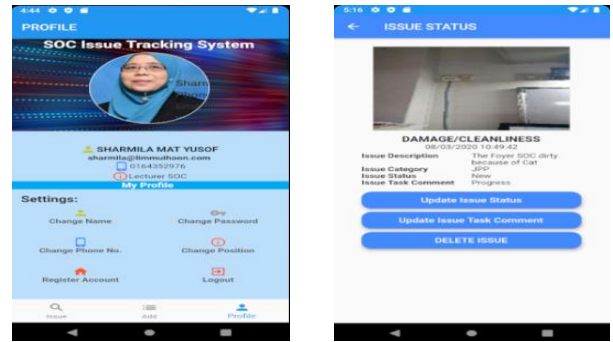 4:44
PROFILE
SOC Issue Tracking System
SHARMILA MAT YUSOF
sharmila@limmuihoon.com
0164352976
Lecturer SOC
My Profile
Settings:
Change Name
Change Password
Change Phone No.
Change Position
Register Account
Logout
Issue
Add
Profile
5:16
ISSUE STATUS
DAMAGE/CLEANLINESS
08/03/2020 10:49:42
Issue Description The Foyer SOC dirty
because of Cat
Issue Category JPP
Issue Status New
Issue Task Comment Progress
Update Issue Status
Update Issue Task Comment
DELETE ISSUE